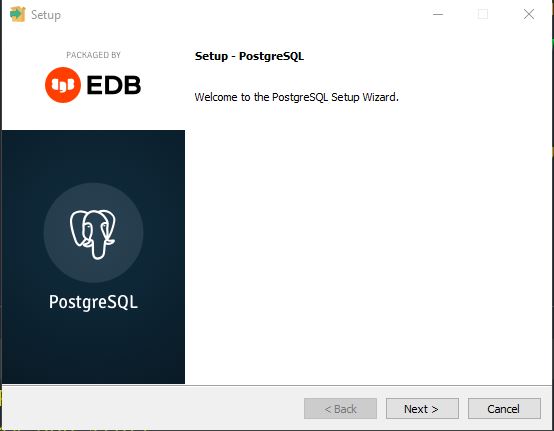 Setup
PACKAGED BY
EDB
Setup - PostgreSQL
Welcome to the PostgreSQL Setup Wizard.
PostgreSQL
< Back
Next >
Cancel